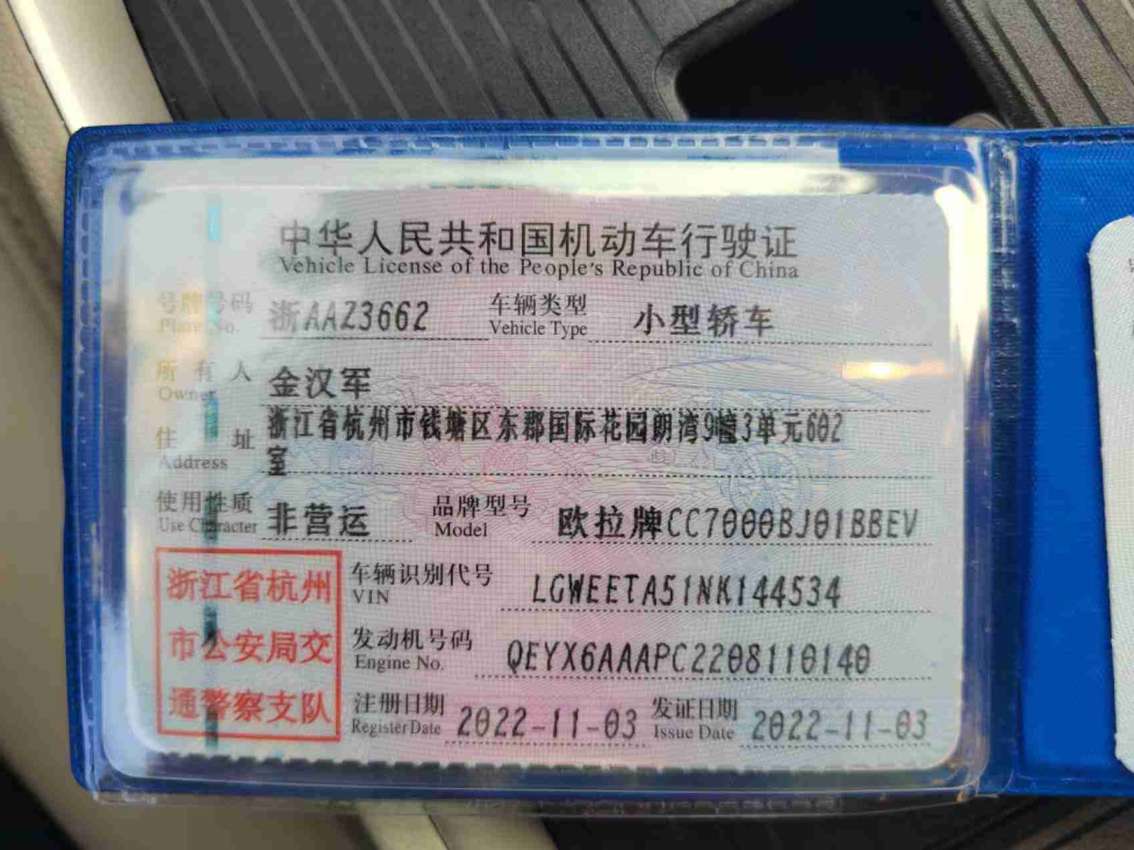 中华人民共和国机动车行驶证
Vehicle License of the People's Republic of China
号牌号码 浙AAZ3662 车辆类型 小型轿车
Plate No. Vehicle Type
所有人 金汉军
Owner
住址 浙江省杭州市钱塘区东郡国际花园朗湾9幢3单元602
Address 室
使用性质 非营运 品牌型号 欧拉牌CC7000BJ01BBEV
Use Character Model
浙江省杭州 车辆识别代号 LGWEETA51NK144534
VIN
市公安局交 发动机号码 QEYX6AAAPC2208110140
Engine No.
通警察支队 注册日期 2022-11-03 发证日期 2022-11-03
Register Date Issue Date